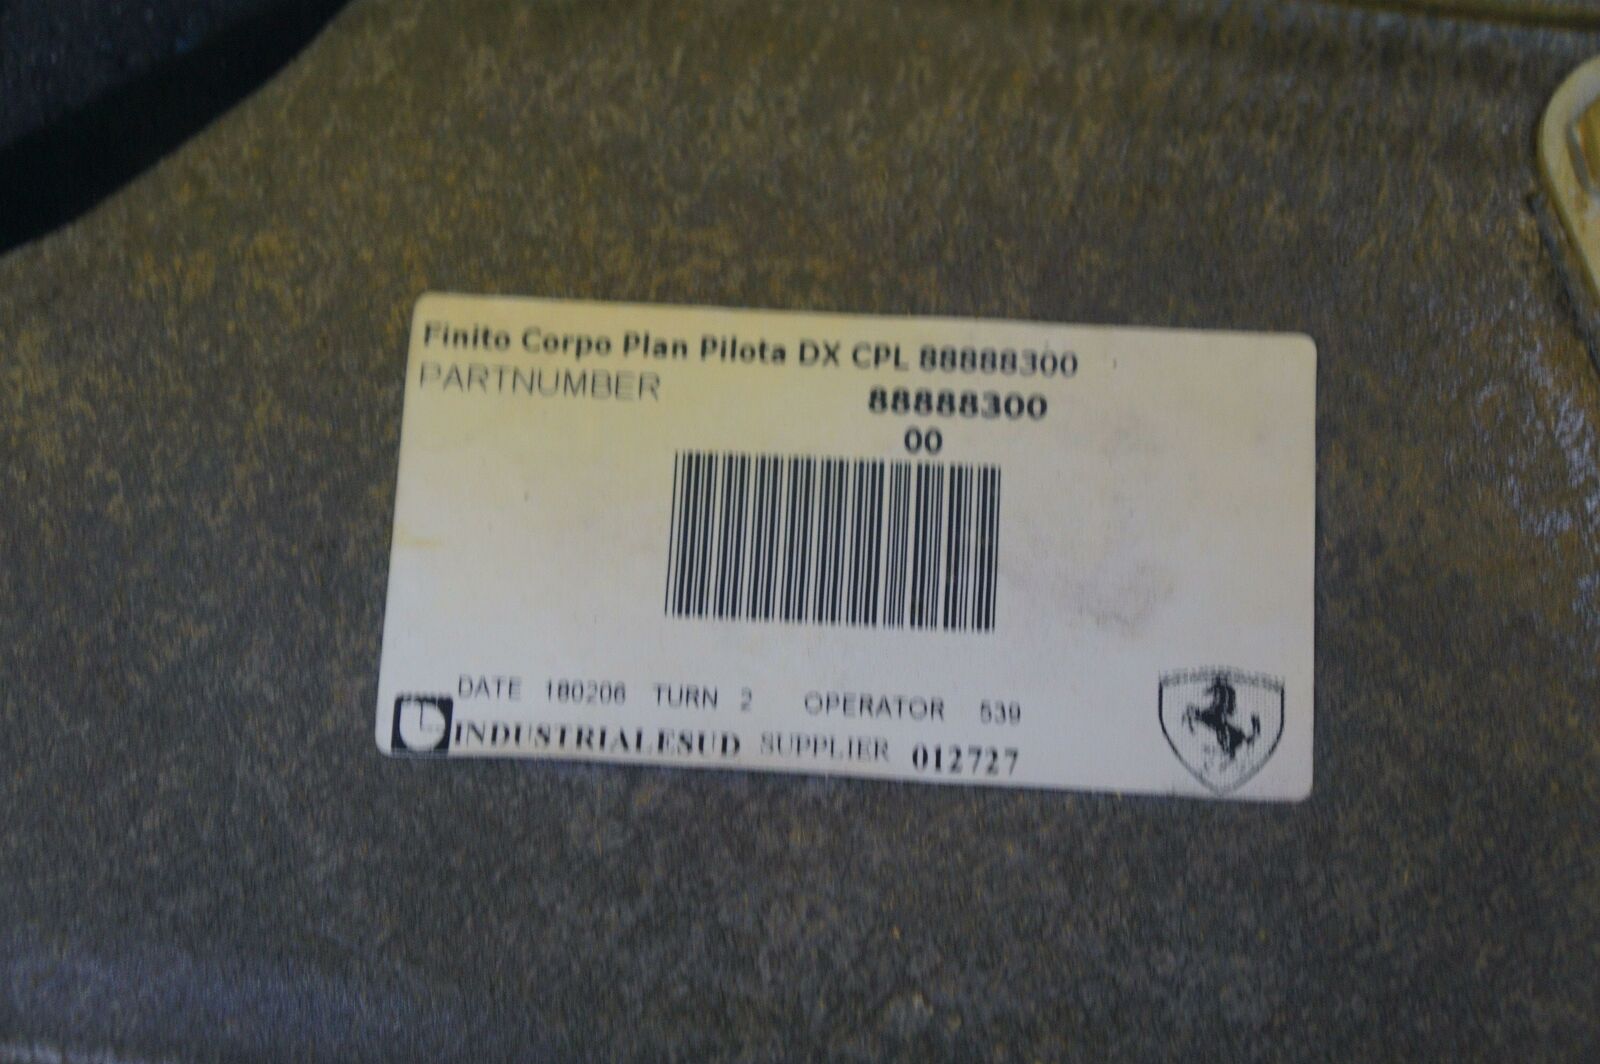 Finito Corpo Plan Pilota DX CPL 88888300
PARTNUMBER 88888300
00
DATE 180206 TURN 2 OPERATOR 539
INDUSTRIALESUD SUPPLIER 012727